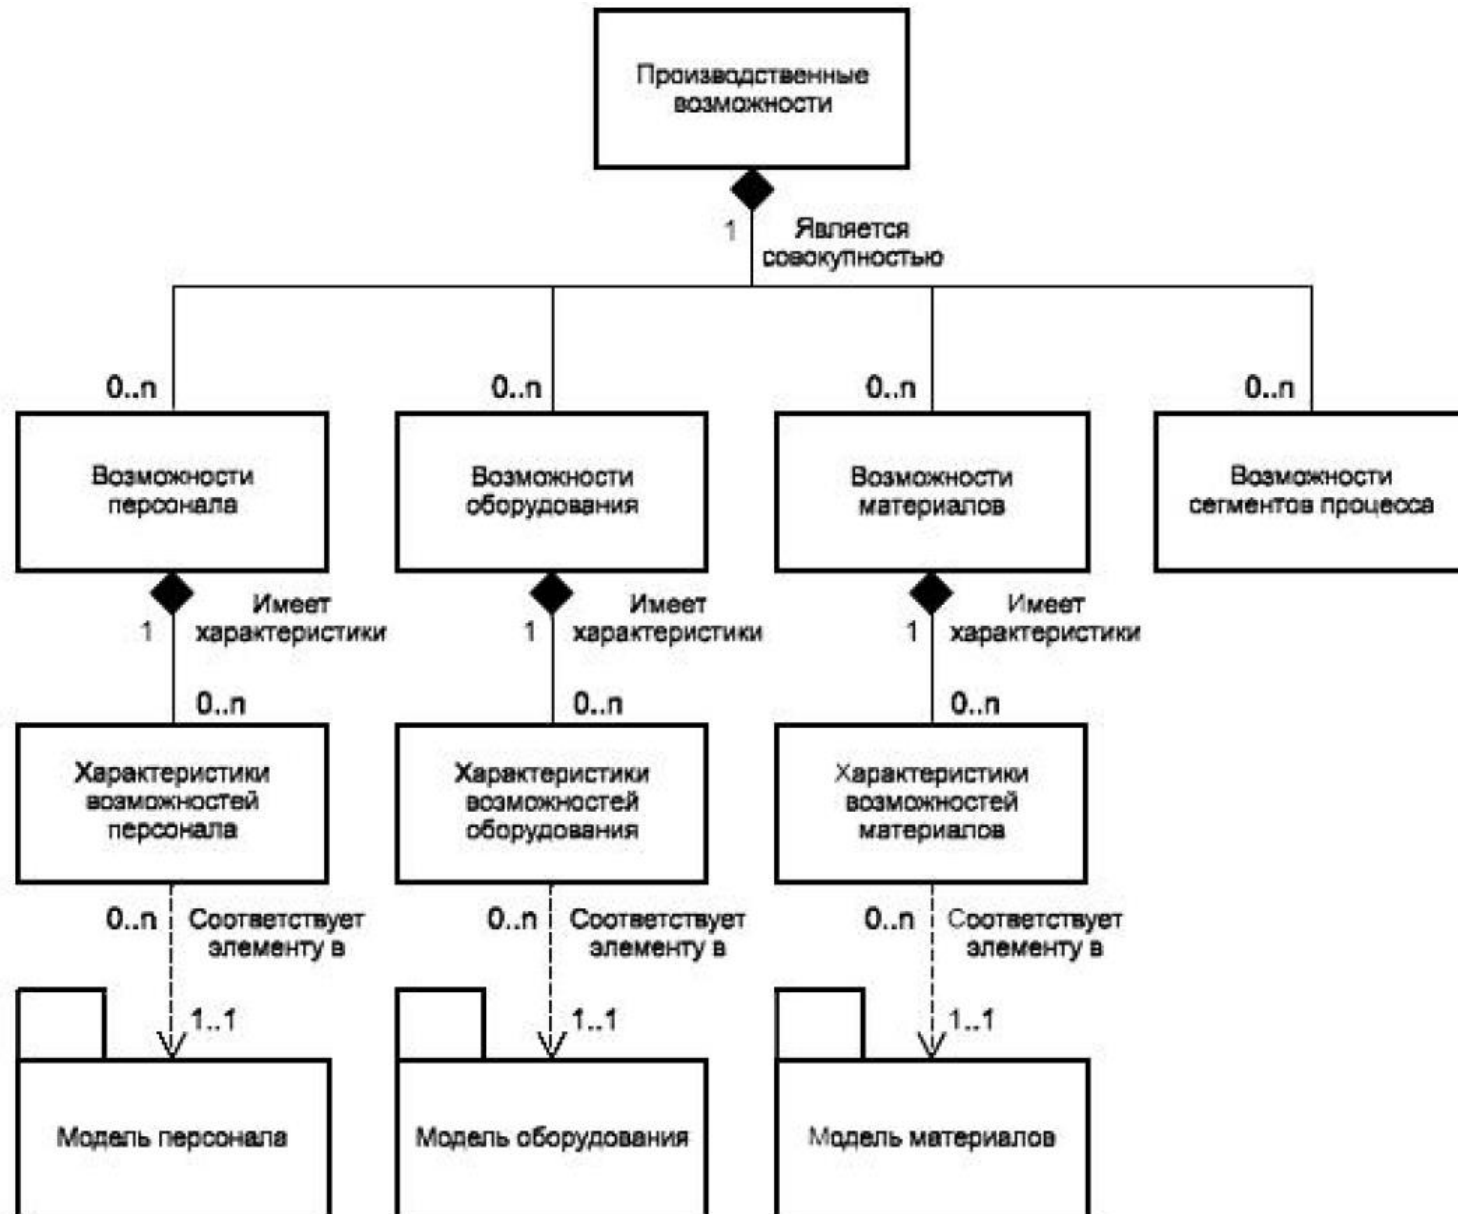 Производственные
возможности
1
Является
совокупностью
0..n
0..n
0..n
0..n
Возможности
персонала
Возможности
оборудования
Возможности
материалов
Возможности
сегментов процесса
1
Имеет
характеристики
1
Имеет
характеристики
1
Имеет
характеристики
0..n
0..n
0..n
Характеристики
возможностей
персонала
Характеристики
возможностей
оборудования
Характеристики
возможностей
материалов
0..n
Соответствует
элементу в
0..n
Соответствует
элементу в
0..n
Соответствует
элементу в
1..1
1..1
1..1
Модель персонала
Модель оборудования
Модель материалов